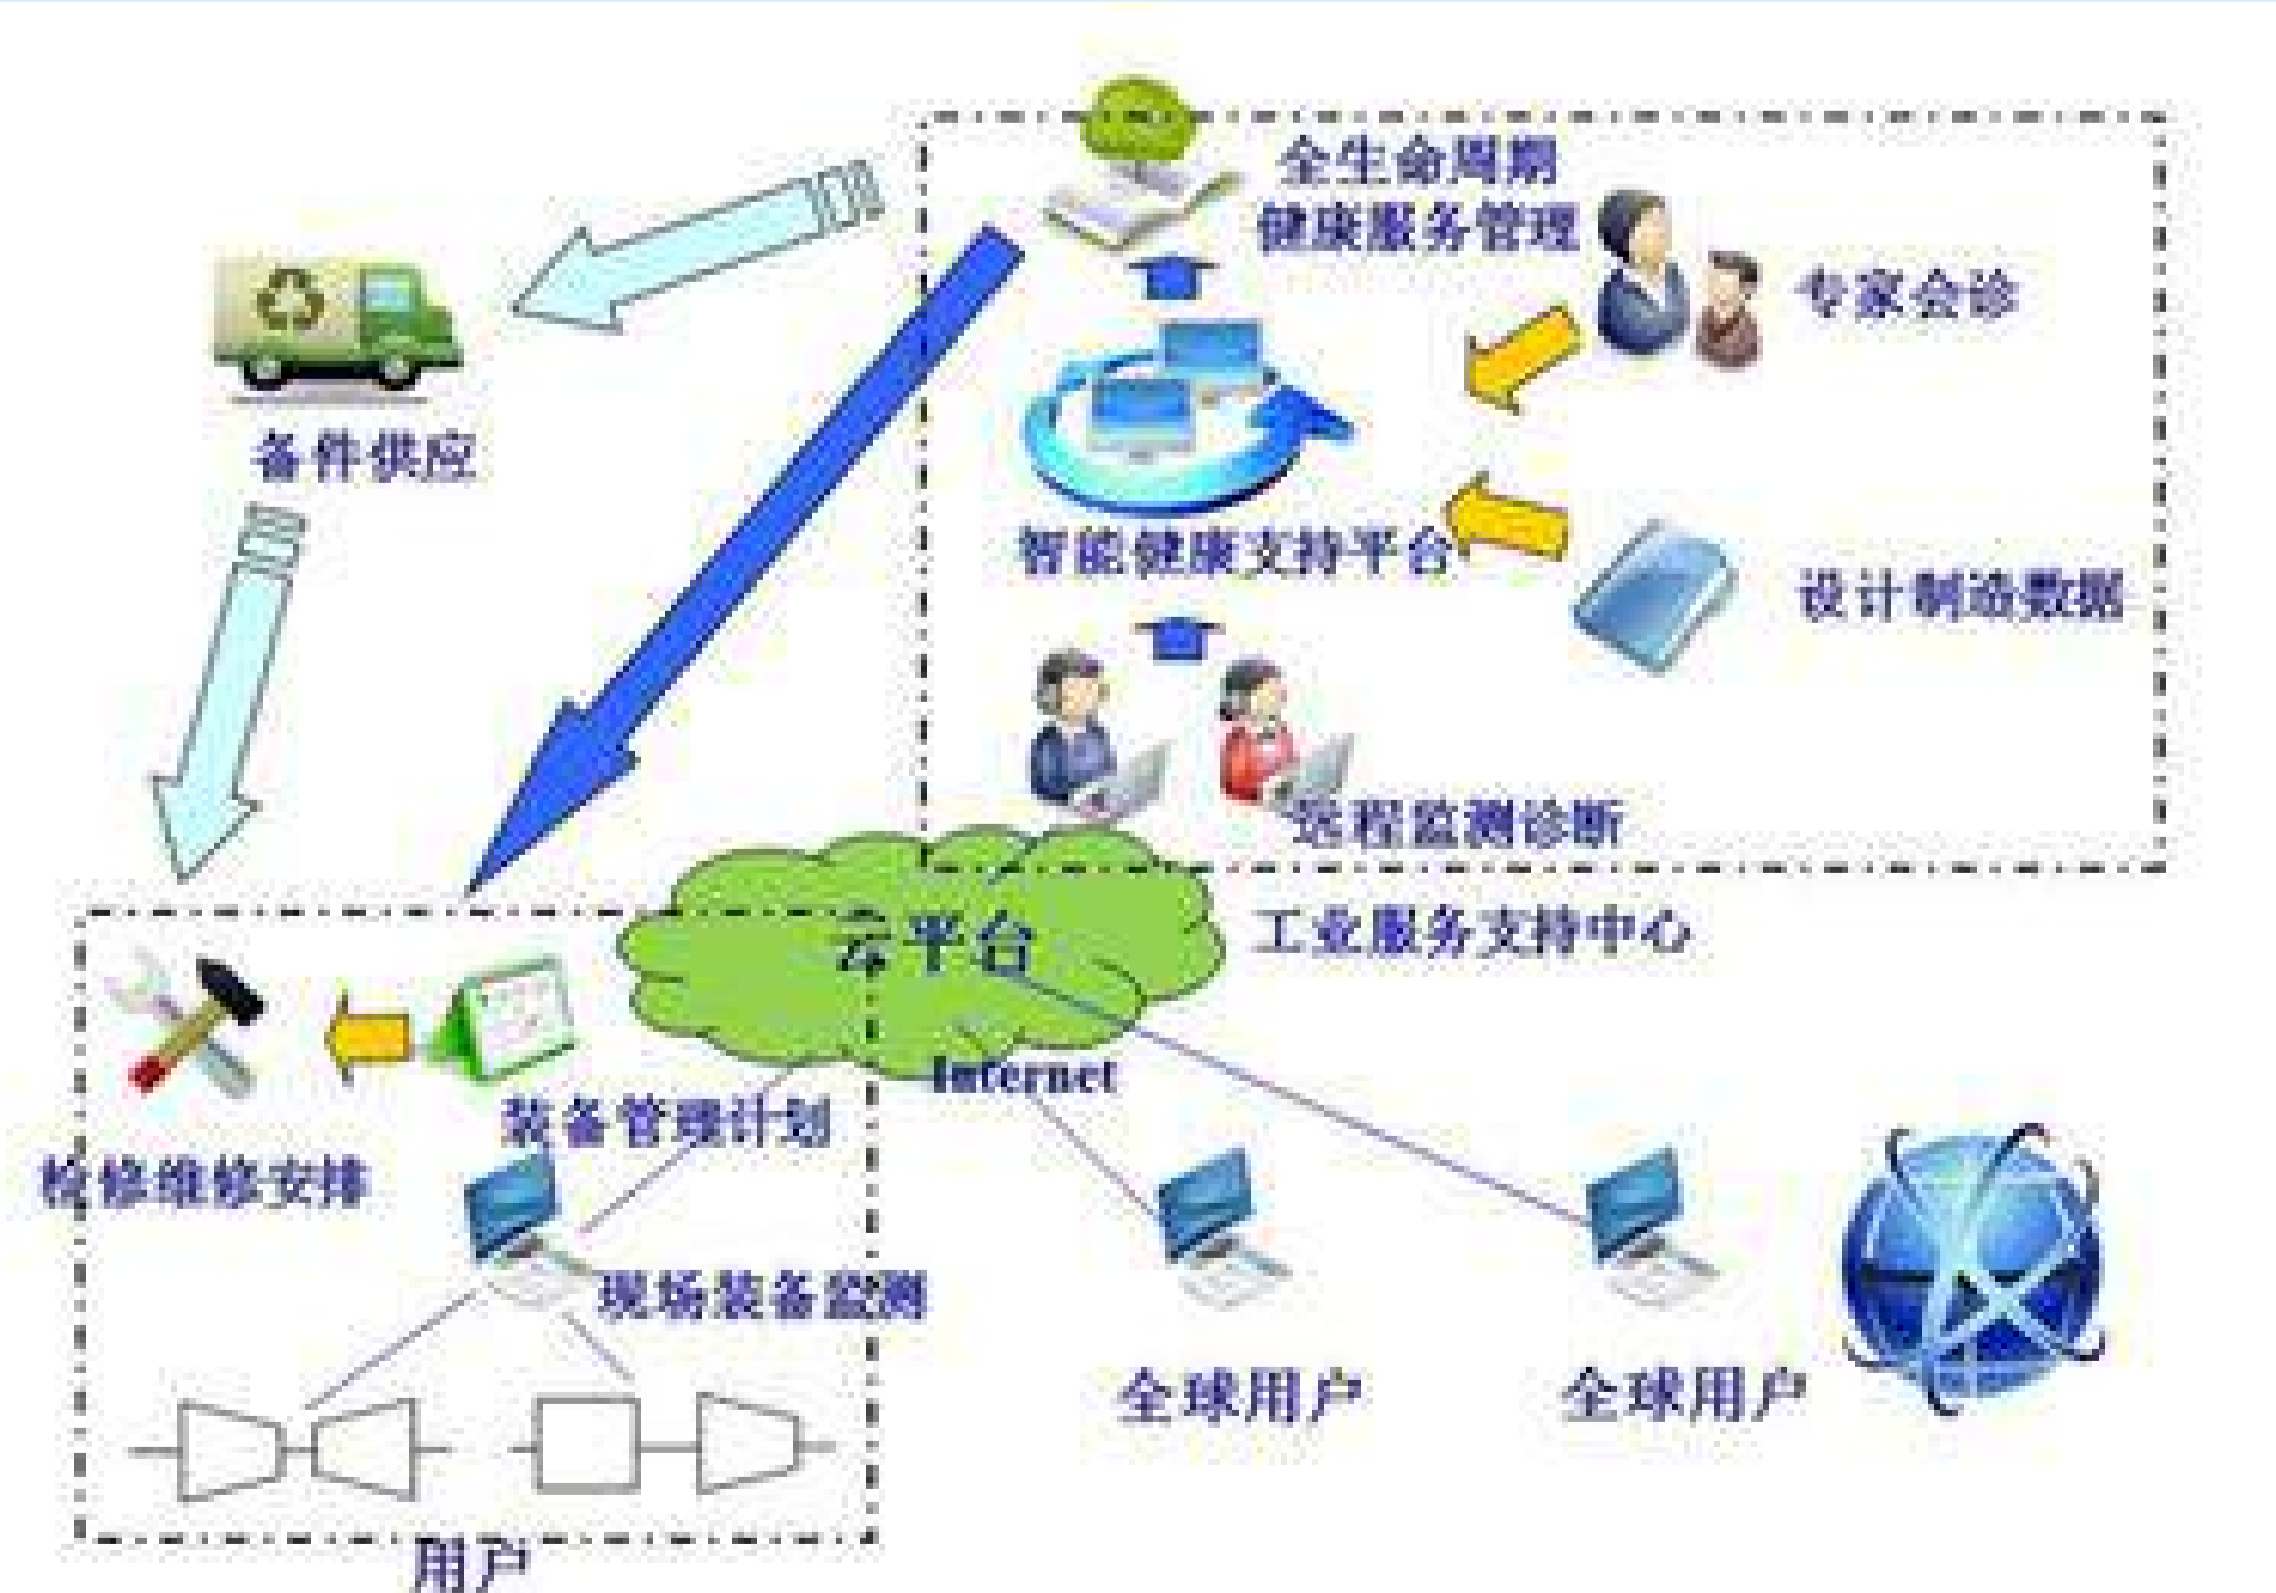 全生命周期
健康服务管理
专家会诊
备件供应
智能健康支持平台
设计制造数据
远程监测诊断
云平台
工业服务支持中心
Internet
装备管理计划
检修维修安排
现场装备监测
全球用户
全球用户
用户